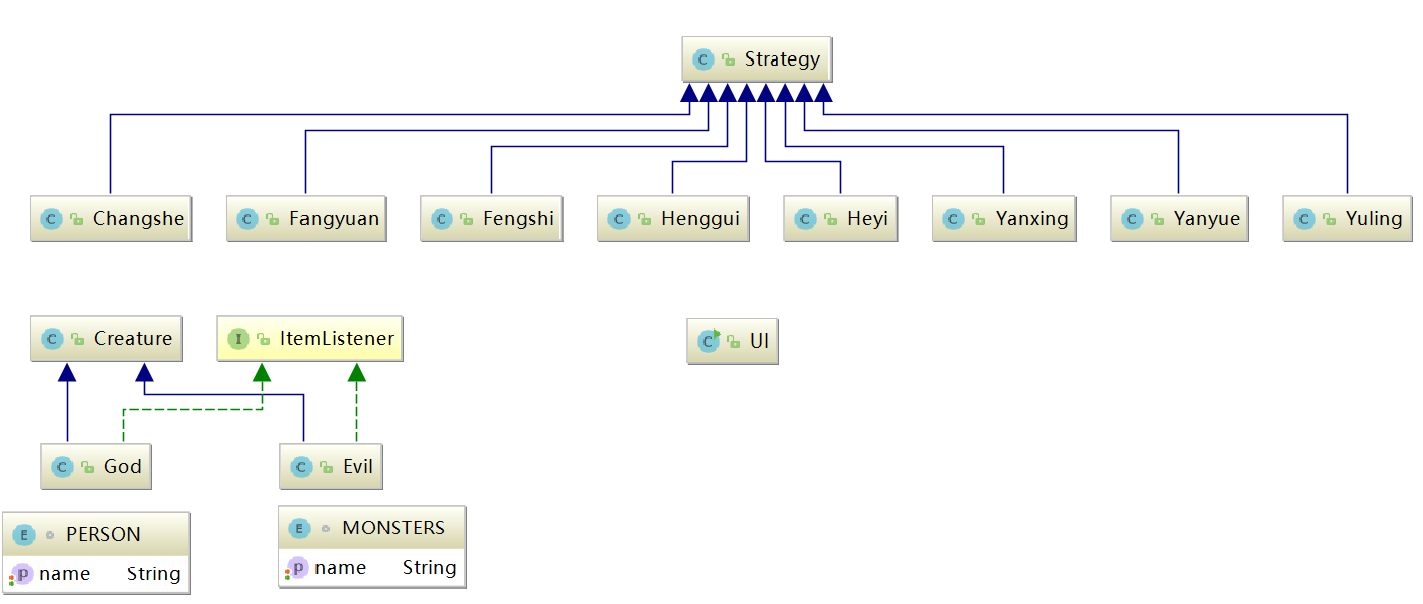 C Strategy
C Changshe
C Fangyuan
C Fengshi
C Henggui
C Heyi
C Yanxing
C Yanyue
C Yuling
C Creature
I ItemListener
C UI
C God
C Evil
E PERSON
p name String
E MONSTERS
p name String